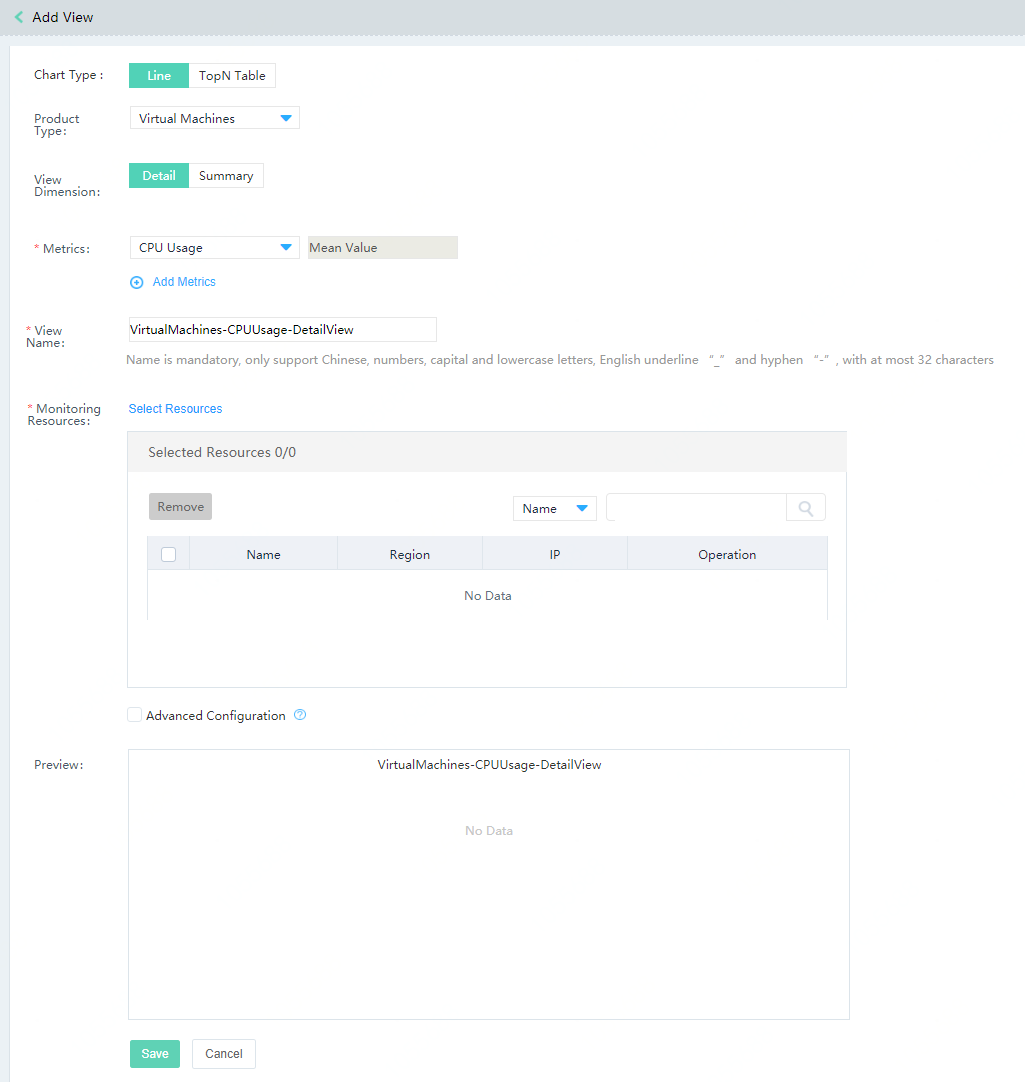 Add View
Chart Type :
Line
TopN Table
Product
Type:
Virtual Machines
View
Dimension:
Detail
Summary
* Metrics:
CPU Usage
Mean Value
Add Metrics
* View
Name:
VirtualMachines-CPUUsage-DetailView
Name is mandatory, only support Chinese, numbers, capital and lowercase letters, English underline “_” and hyphen “-” , with at most 32 characters
* Monitoring
Resources:
Select Resources
Selected Resources 0/0
Remove
Name
Name Region IP Operation
No Data
Advanced Configuration ?
Preview:
VirtualMachines-CPUUsage-DetailView
No Data
Save
Cancel